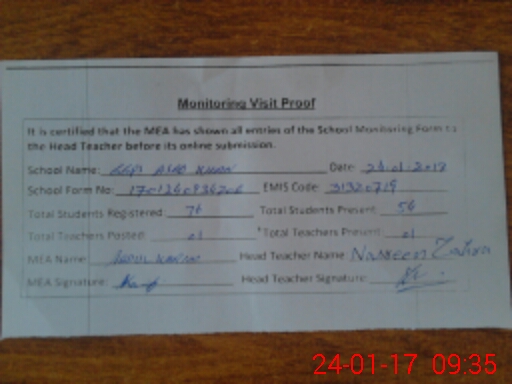 Monitoring Visit Proof
It is certified that the MEA has shown all entries of the School Monitoring Form to
the Head Teacher before its online submission.
School Name: Date: 24.01.2017
School Form No: EMIS Code: 31320719
Total Students Registered: 76 Total Students Present: 54
Total Teachers Posted: 01 Total Teachers Present: 01
MEA Name: Abdul Karim Head Teacher Name: Nasreen Zahra
MEA Signature: Head Teacher Signature:
24-01-17 09:35